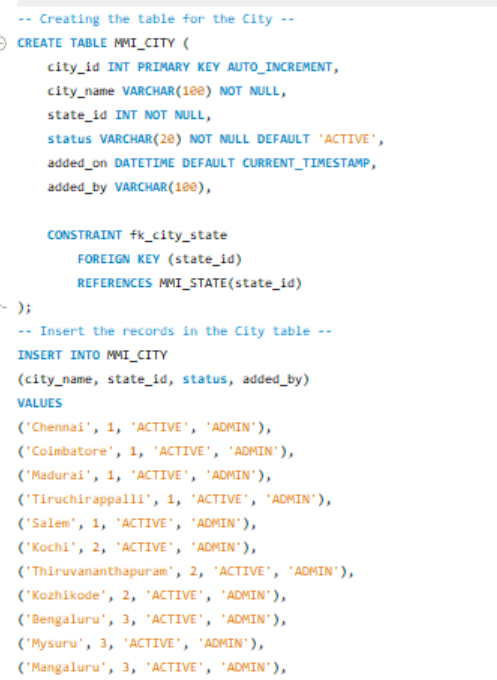 -- Creating the table for the City --
CREATE TABLE MMI_CITY (
city_id INT PRIMARY KEY AUTO_INCREMENT,
city_name VARCHAR(100) NOT NULL,
state_id INT NOT NULL,
status VARCHAR(20) NOT NULL DEFAULT 'ACTIVE',
added_on DATETIME DEFAULT CURRENT_TIMESTAMP,
added_by VARCHAR(100),
CONSTRAINT fk_city_state
FOREIGN KEY (state_id)
REFERENCES MMI_STATE(state_id)
);
-- Insert the records in the City table --
INSERT INTO MMI_CITY
(city_name, state_id, status, added_by)
VALUES
('Chennai', 1, 'ACTIVE', 'ADMIN'),
('Coimbatore', 1, 'ACTIVE', 'ADMIN'),
('Madurai', 1, 'ACTIVE', 'ADMIN'),
('Tiruchirappalli', 1, 'ACTIVE', 'ADMIN'),
('Salem', 1, 'ACTIVE', 'ADMIN'),
('Kochi', 2, 'ACTIVE', 'ADMIN'),
('Thiruvananthapuram', 2, 'ACTIVE', 'ADMIN'),
('Kozhikode', 2, 'ACTIVE', 'ADMIN'),
('Bengaluru', 3, 'ACTIVE', 'ADMIN'),
('Mysuru', 3, 'ACTIVE', 'ADMIN'),
('Mangaluru', 3, 'ACTIVE', 'ADMIN'),